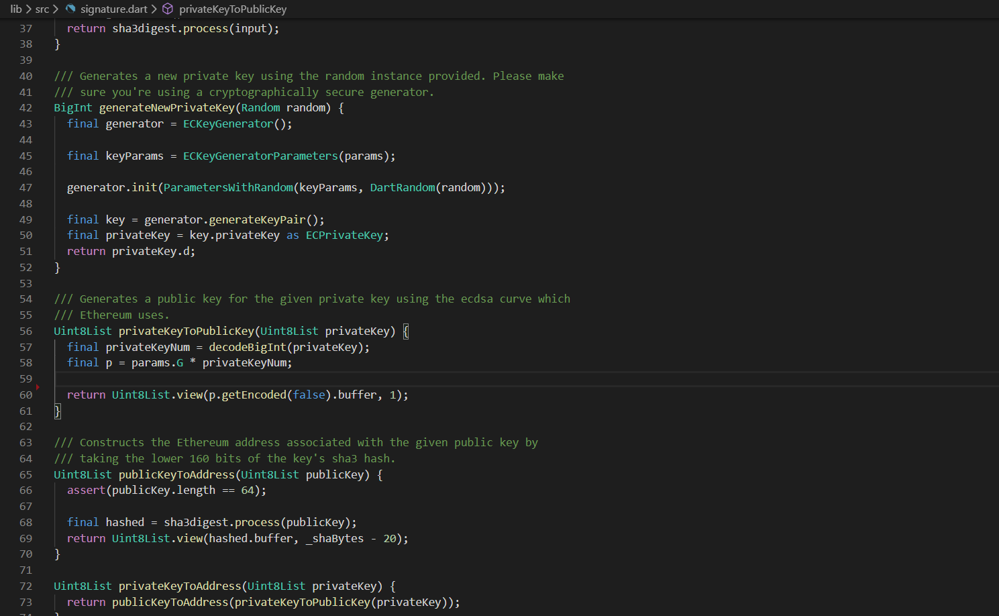 lib > src > signature.dart > privateKeyToPublicKey
37 return sha3digest.process(input);
38 }
39
40 /// Generates a new private key using the random instance provided. Please make
41 /// sure you're using a cryptographically secure generator.
42 BigInt generateNewPrivateKey(Random random) {
43 final generator = ECKeyGenerator();
44
45 final keyParams = ECKeyGeneratorParameters(params);
46
47 generator.init(ParametersWithRandom(keyParams, DartRandom(random)));
48
49 final key = generator.generateKeyPair();
50 final privateKey = key.privateKey as ECPrivateKey;
51 return privateKey.d;
52 }
53
54 /// Generates a public key for the given private key using the ecdsa curve which
55 /// Ethereum uses.
56 Uint8List privateKeyToPublicKey(Uint8List privateKey) {
57 final privateKeyNum = decodeBigInt(privateKey);
58 final p = params.G * privateKeyNum;
59
60 return Uint8List.view(p.getEncoded(false).buffer, 1);
61 }
62
63 /// Constructs the Ethereum address associated with the given public key by
64 /// taking the lower 160 bits of the key's sha3 hash.
65 Uint8List publicKeyToAddress(Uint8List publicKey) {
66 assert(publicKey.length == 64);
67
68 final hashed = sha3digest.process(publicKey);
69 return Uint8List.view(hashed.buffer, _shaBytes - 20);
70 }
71
72 Uint8List privateKeyToAddress(Uint8List privateKey) {
73 return publicKeyToAddress(privateKeyToPublicKey(privateKey));